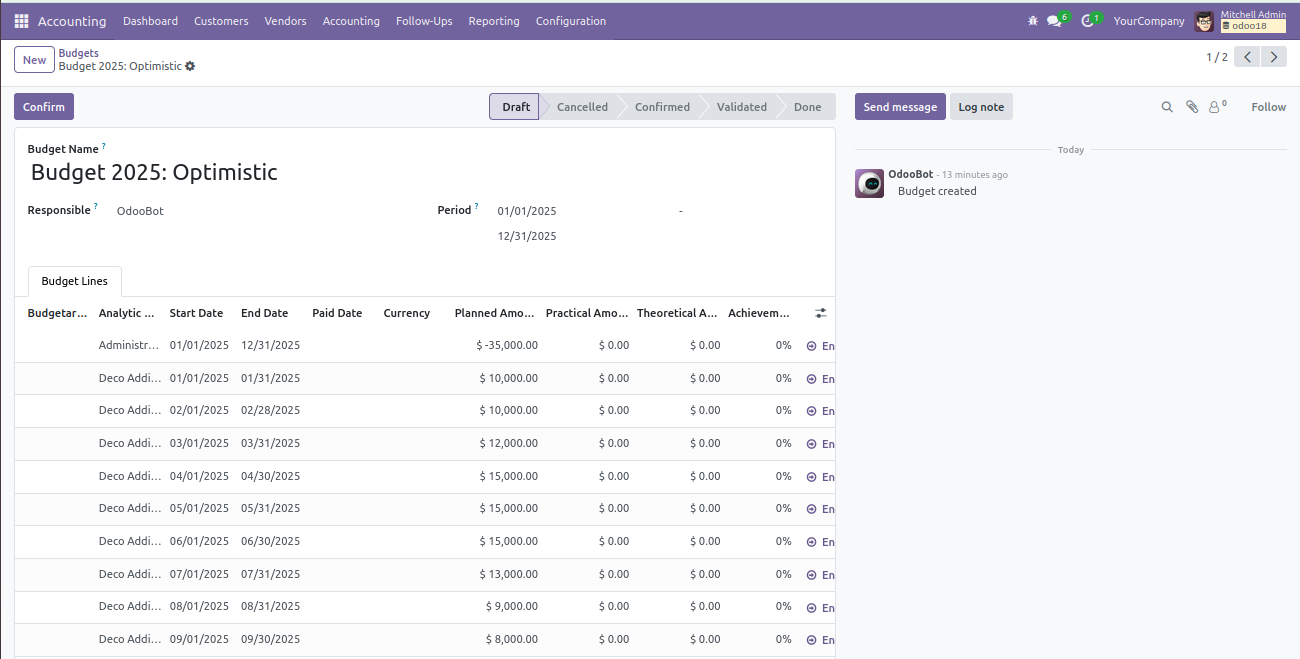 Accounting Dashboard Customers Vendors Accounting Follow-Ups Reporting Configuration 6 1 YourCompany Mitchell Admin
odoo18
New Budgets
Budget 2025: Optimistic
1 / 2
Confirm Draft Cancelled Confirmed Validated Done Send message Log note 0 Follow
Budget Name ?
Budget 2025: Optimistic
Responsible ? OdooBot Period ? 01/01/2025 -
12/31/2025
Today
OdooBot - 13 minutes ago
Budget created
Budget Lines
Budgetar... Analytic ... Start Date End Date Paid Date Currency Planned Amo... Practical Amo... Theoretical A... Achievem...
Administr... 01/01/2025 12/31/2025 $ -35,000.00 $ 0.00 $ 0.00 0% En
Deco Addi... 01/01/2025 01/31/2025 $ 10,000.00 $ 0.00 $ 0.00 0% En
Deco Addi... 02/01/2025 02/28/2025 $ 10,000.00 $ 0.00 $ 0.00 0% En
Deco Addi... 03/01/2025 03/31/2025 $ 12,000.00 $ 0.00 $ 0.00 0% En
Deco Addi... 04/01/2025 04/30/2025 $ 15,000.00 $ 0.00 $ 0.00 0% En
Deco Addi... 05/01/2025 05/31/2025 $ 15,000.00 $ 0.00 $ 0.00 0% En
Deco Addi... 06/01/2025 06/30/2025 $ 15,000.00 $ 0.00 $ 0.00 0% En
Deco Addi... 07/01/2025 07/31/2025 $ 13,000.00 $ 0.00 $ 0.00 0% En
Deco Addi... 08/01/2025 08/31/2025 $ 9,000.00 $ 0.00 $ 0.00 0% En
Deco Addi... 09/01/2025 09/30/2025 $ 8,000.00 $ 0.00 $ 0.00 0% En